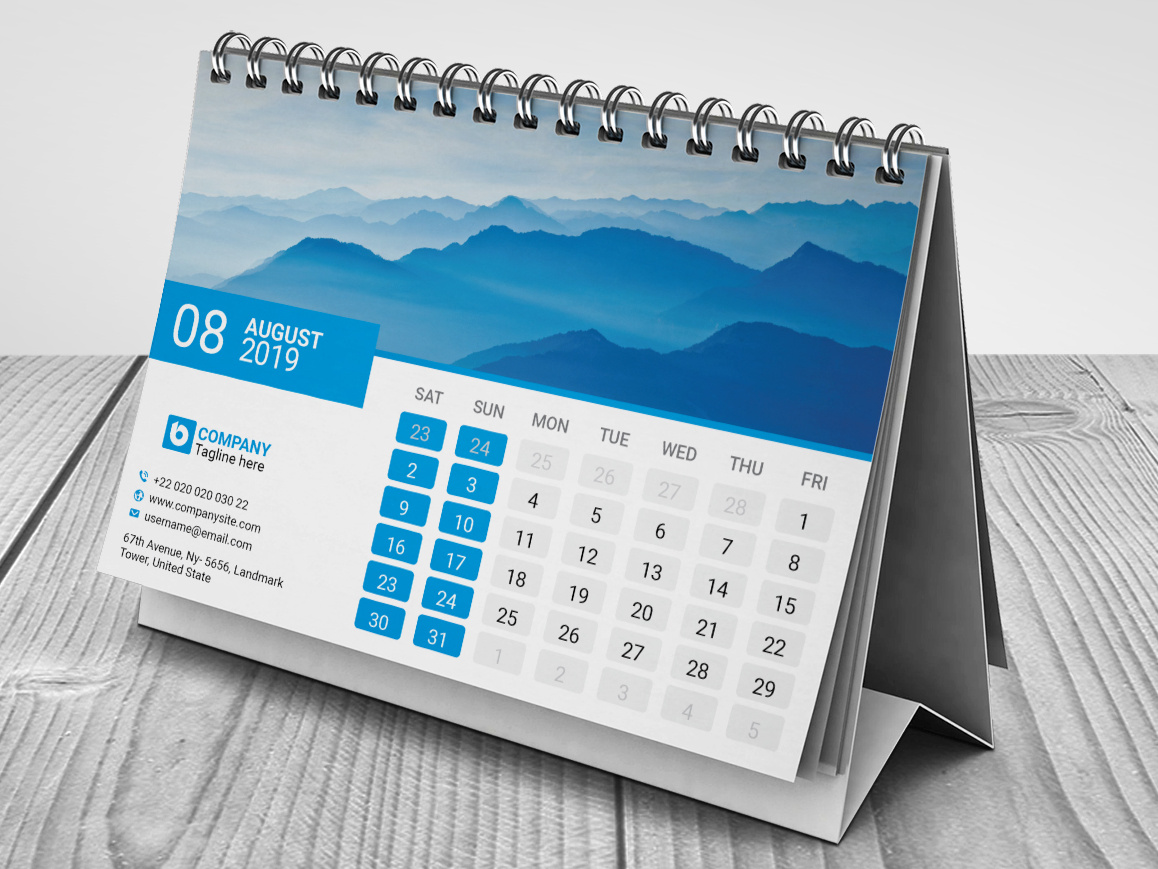 08
AUGUST
2019
COMPANY
Tagline here
+22 020 020 030 22
www.companysite.com
username@email.com
67th Avenue, Ny- 5656, Landmark
Tower, United State
SAT SUN MON TUE WED THU FRI
23 24 25 26 27 28 1
2 3 4 5 6 7 8
9 10 11 12 13 14 15
16 17 18 19 20 21 22
23 24 25 26 27 28 29
30 31 1 2 3 4 5